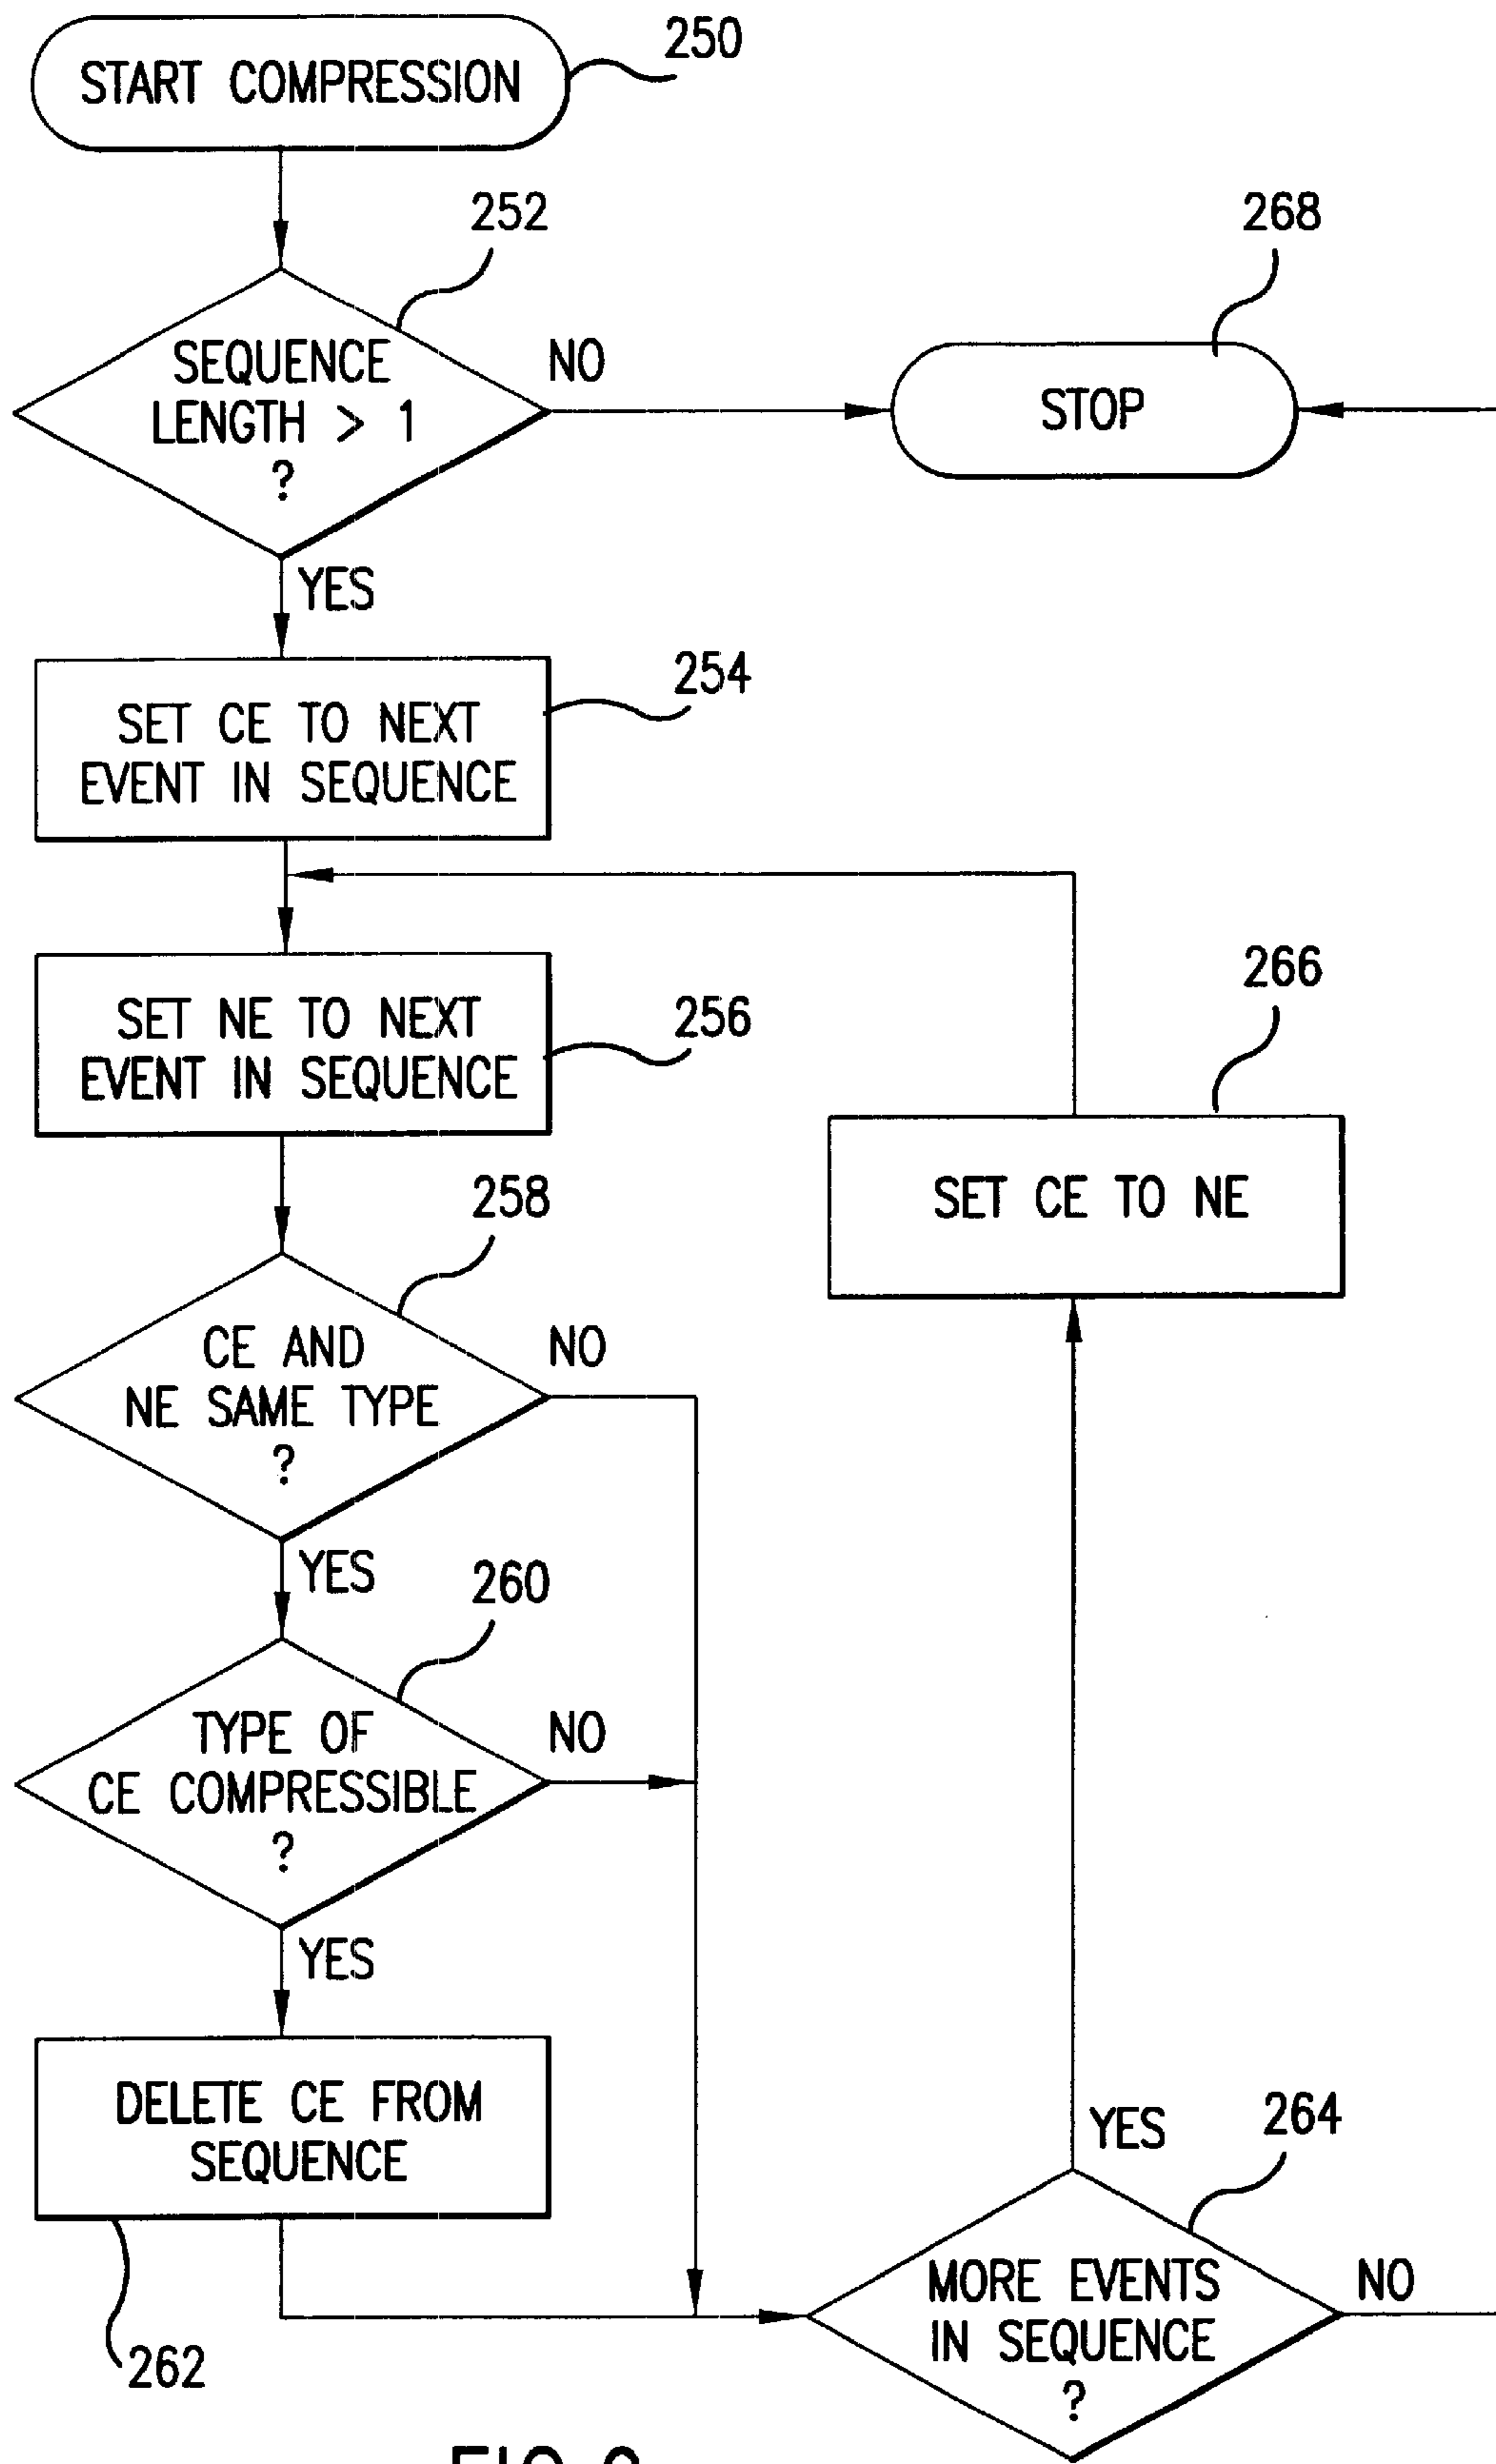 START COMPRESSION
250
252
268
SEQUENCE
LENGTH > 1
?
NO
STOP
YES
254
SET CE TO NEXT
EVENT IN SEQUENCE
256
SET NE TO NEXT
EVENT IN SEQUENCE
266
SET CE TO NE
258
CE AND
NE SAME TYPE
?
NO
YES
260
TYPE OF
CE COMPRESSIBLE
?
NO
YES
DELETE CE FROM
SEQUENCE
262
YES
264
MORE EVENTS
IN SEQUENCE
?
NO